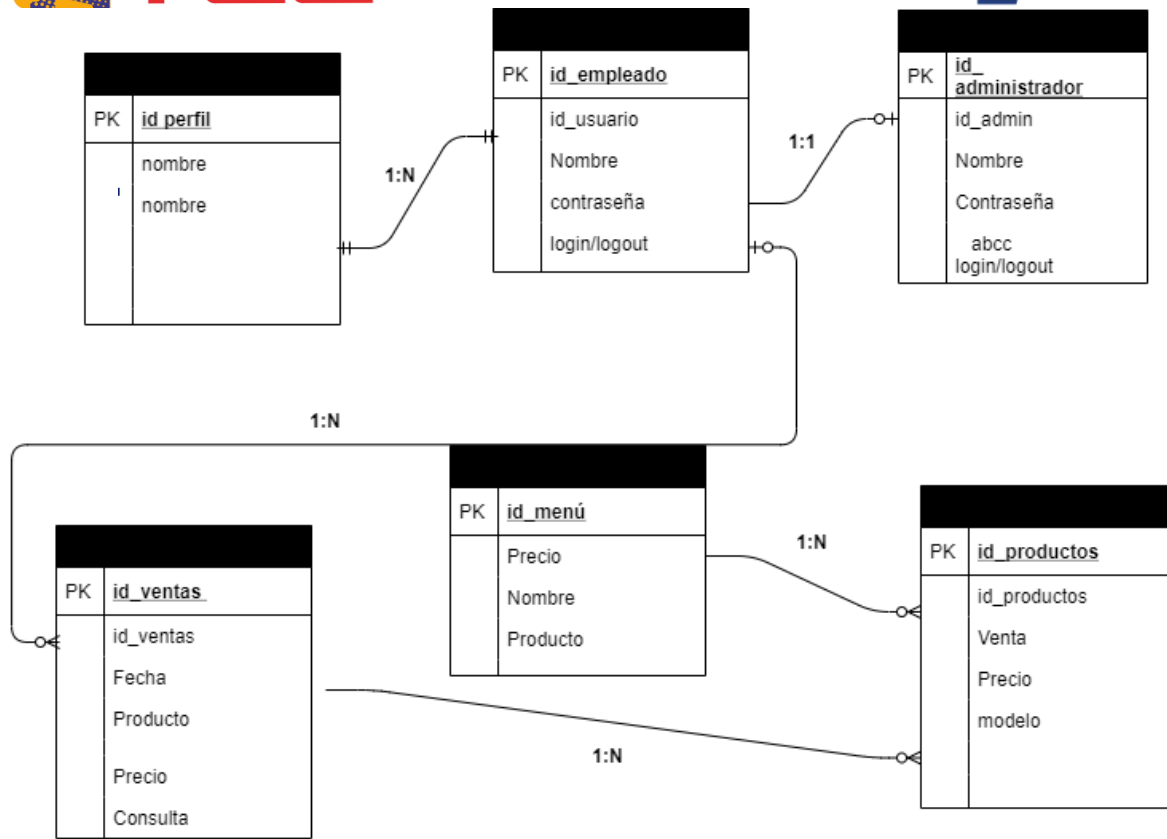 PK
id perfil
nombre
nombre
1:N
PK
id_empleado
id_usuario
Nombre
contraseña
login/logout
1:1
PK
id_
administrador
id_admin
Nombre
Contraseña
abcc
login/logout
1:N
PK
id_ventas
id_ventas
Fecha
Producto
Precio
Consulta
PK
id_menú
Precio
Nombre
Producto
1:N
1:N
PK
id_productos
id_productos
Venta
Precio
modelo